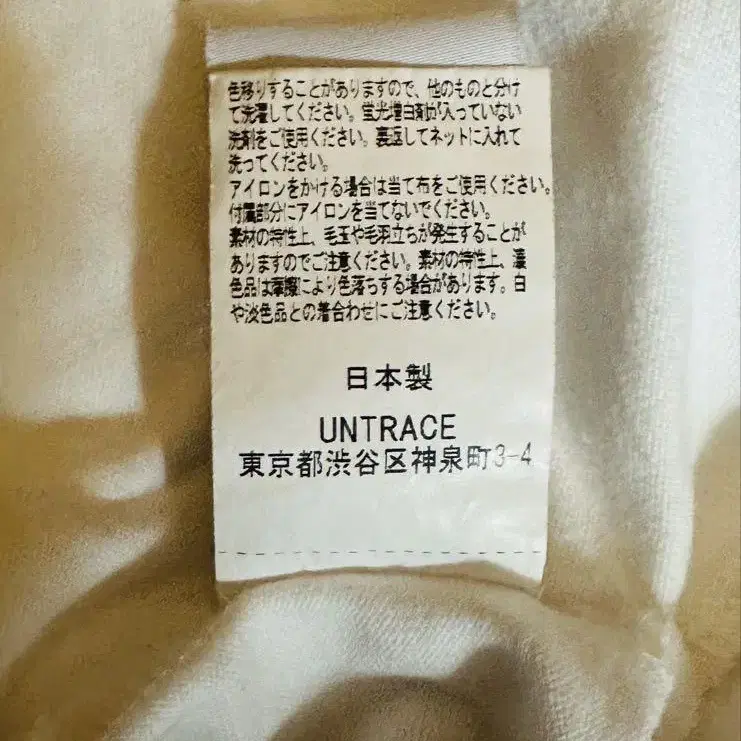 色移りすることがありますので、他のものと分け
て洗濯してください。蛍光増白剤が入っていない
洗剤をご使用ください。裏返してネットに入れて
洗ってください。
アイロンをかける場合は当て布をご使用ください。
付属部分にアイロンを当てないでください。
素材の特性上、毛玉や毛羽立ちが発生することが
ありますのでご注意ください。素材の特性上、濃
色品は摩擦により色落ちする場合があります。白
や淡色品との着合わせにご注意ください。
日本製
UNTRACE
東京都渋谷区神泉町3-4